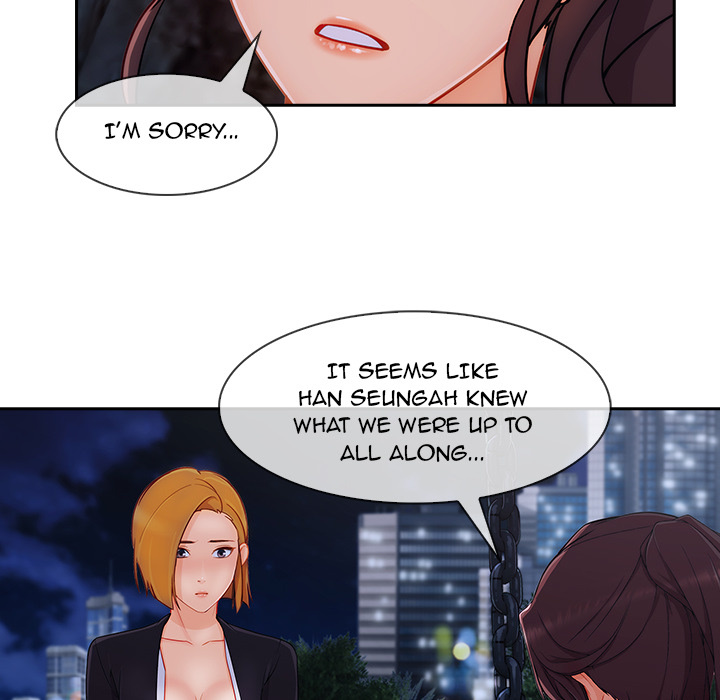 I'M SORRY...
IT SEEMS LIKE
HAN SEUNGAH KNEW
WHAT WE WERE UP TO
ALL ALONG...